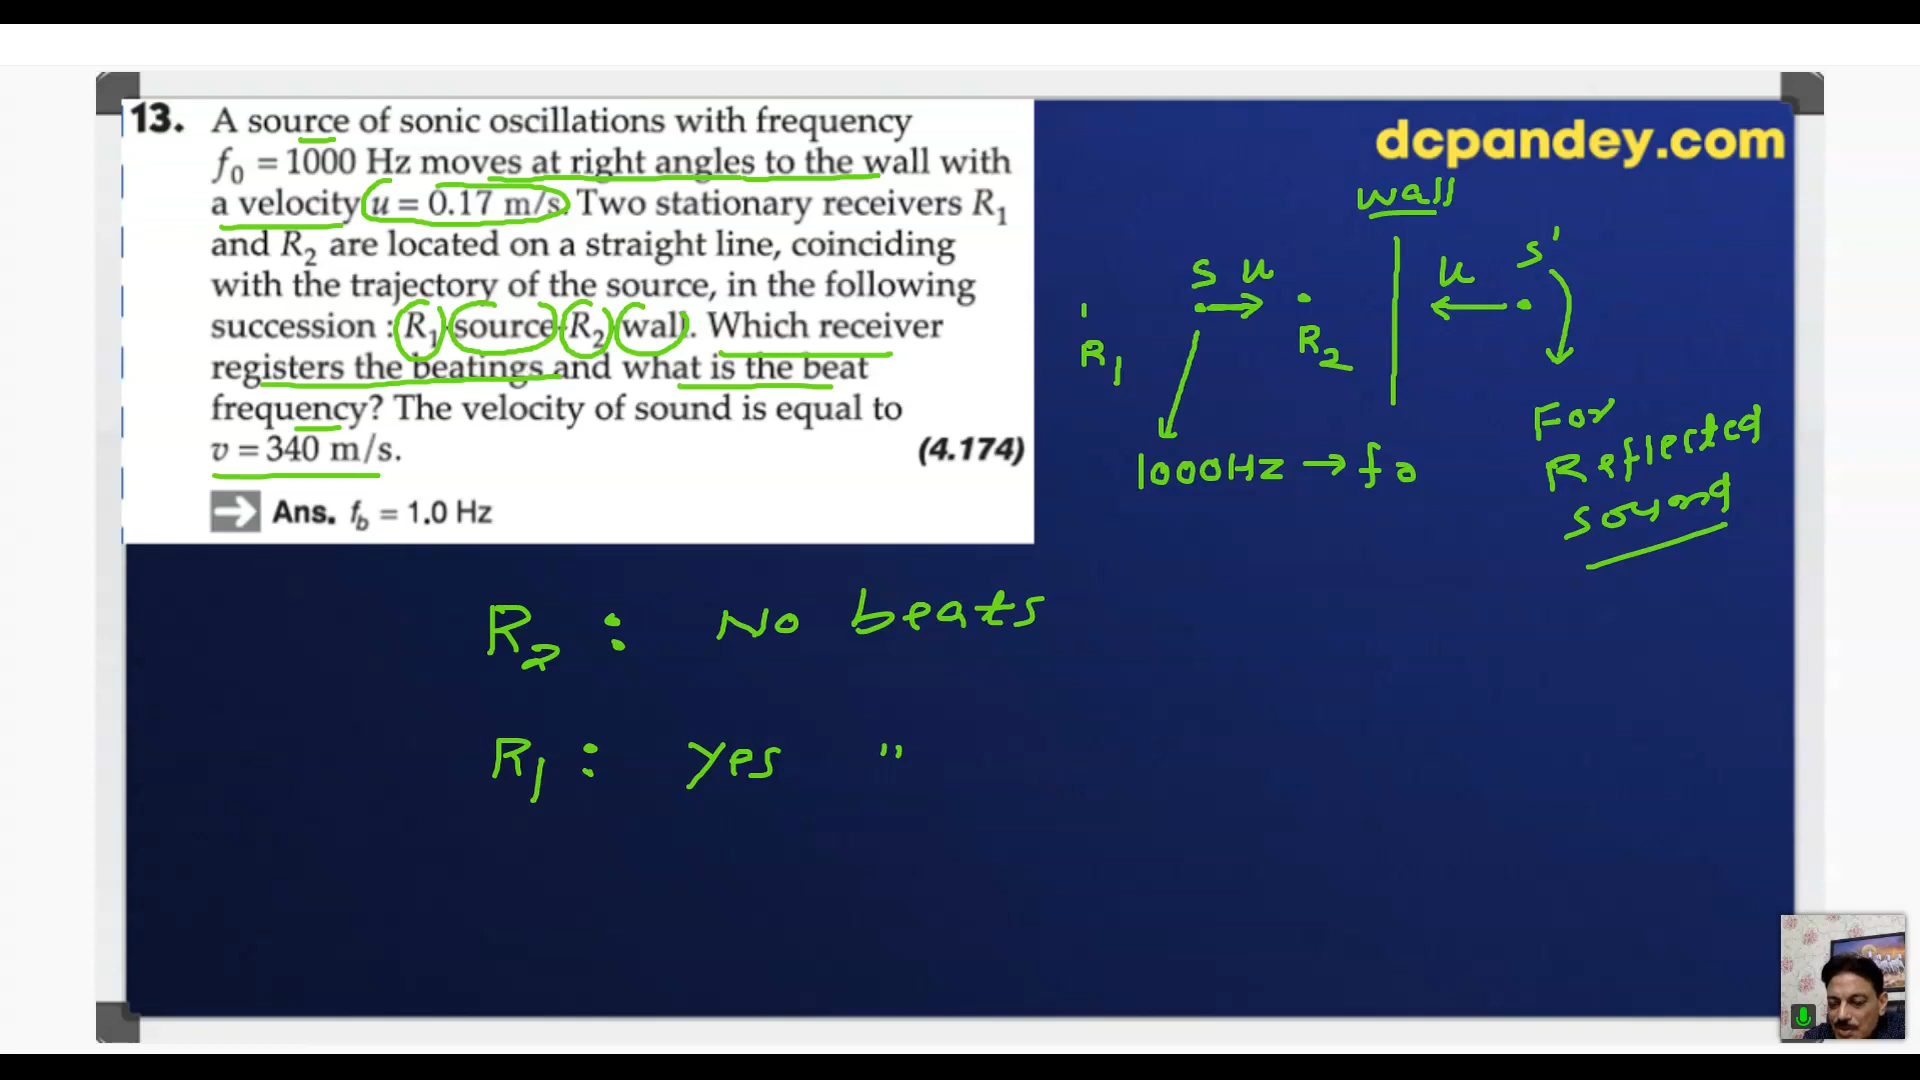 13. A source of sonic oscillations with frequency
f₀ = 1000 Hz moves at right angles to the wall with
a velocity u = 0.17 m/s. Two stationary receivers R₁
and R₂ are located on a straight line, coinciding
with the trajectory of the source, in the following
succession : R₁-source-R₂-wall. Which receiver
registers the beatings and what is the beat
frequency? The velocity of sound is equal to
v = 340 m/s. (4.174)
Ans. f_b = 1.0 Hz
dcpandey.com
wall
S u
u S'
R₁
R₂
1000Hz → f₀
For
Reflected
sound
R₂ : No beats
R₁ : Yes "